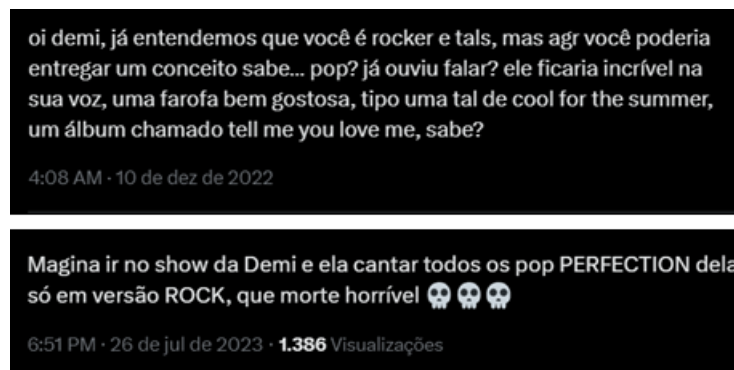 oi demi, já entendemos que você é rocker e tals, mas agr você poderia
entregar um conceito sabe... pop? já ouviu falar? ele ficaria incrível na
sua voz, uma farofa bem gostosa, tipo uma tal de cool for the summer,
um álbum chamado tell me you love me, sabe?
4:08 AM · 10 de dez de 2022
Magina ir no show da Demi e ela cantar todos os pop PERFECTION dela
só em versão ROCK, que morte horrível 💀💀💀
6:51 PM · 26 de jul de 2023 · 1.386 Visualizações